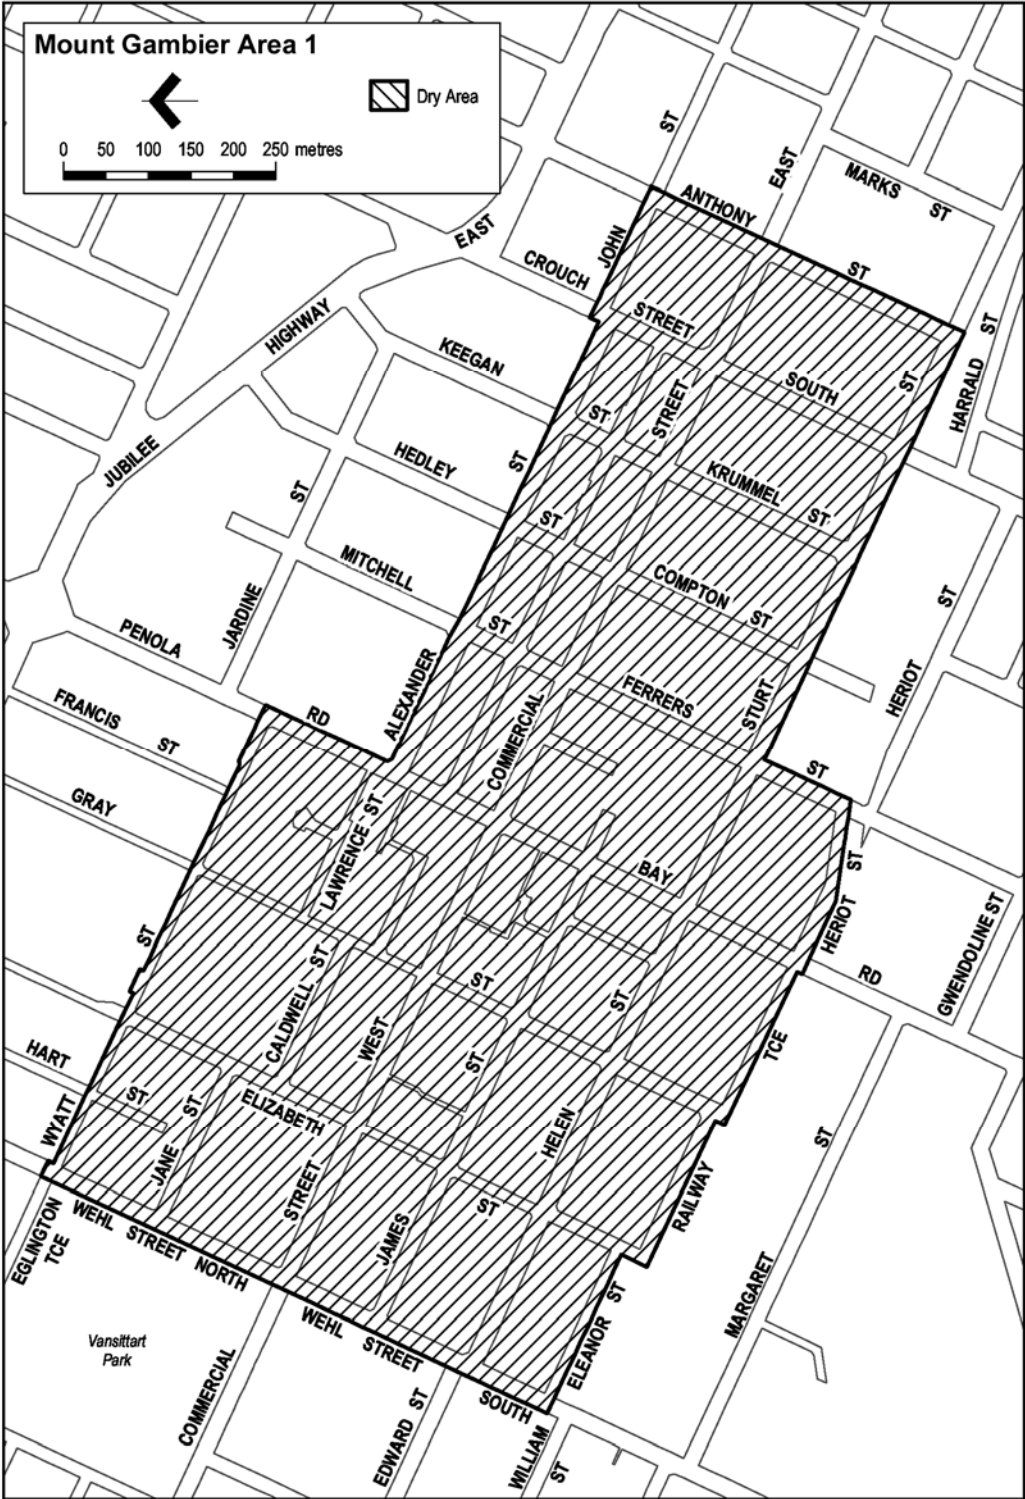 Mount Gambier Area 1
Dry Area
0 50 100 150 200 250 metres
ST
EAST
MARKS
ST
ANTHONY
ST
EAST
JOHN
CROUCH
HIGHWAY
STREET
KEEGAN
ST
HARRALD
SOUTH
ST
STREET
ST
JUBILEE
HEDLEY
ST
KRUMMEL
ST
ST
ST
MITCHELL
COMPTON
ST
ST
JARDINE
PENOLA
ST
HERIOT
ALEXANDER
FERRERS
STURT
FRANCIS
ST
RD
COMMERCIAL
ST
GRAY
LAWRENCE ST
BAY
ST
HERIOT
ST
CALDWELL ST
ST
ST
RD
GWENDOLINE ST
WEST
TCE
HART
ST
ST
ST
ELIZABETH
HELEN
ST
WYATT
JANE
STREET
ST
RAILWAY
EGLINGTON
TCE
WEHL
STREET
NORTH
JAMES
MARGARET
WEHL
STREET
SOUTH
ELEANOR
ST
Vansittart
Park
COMMERCIAL
EDWARD ST
WILLIAM
ST